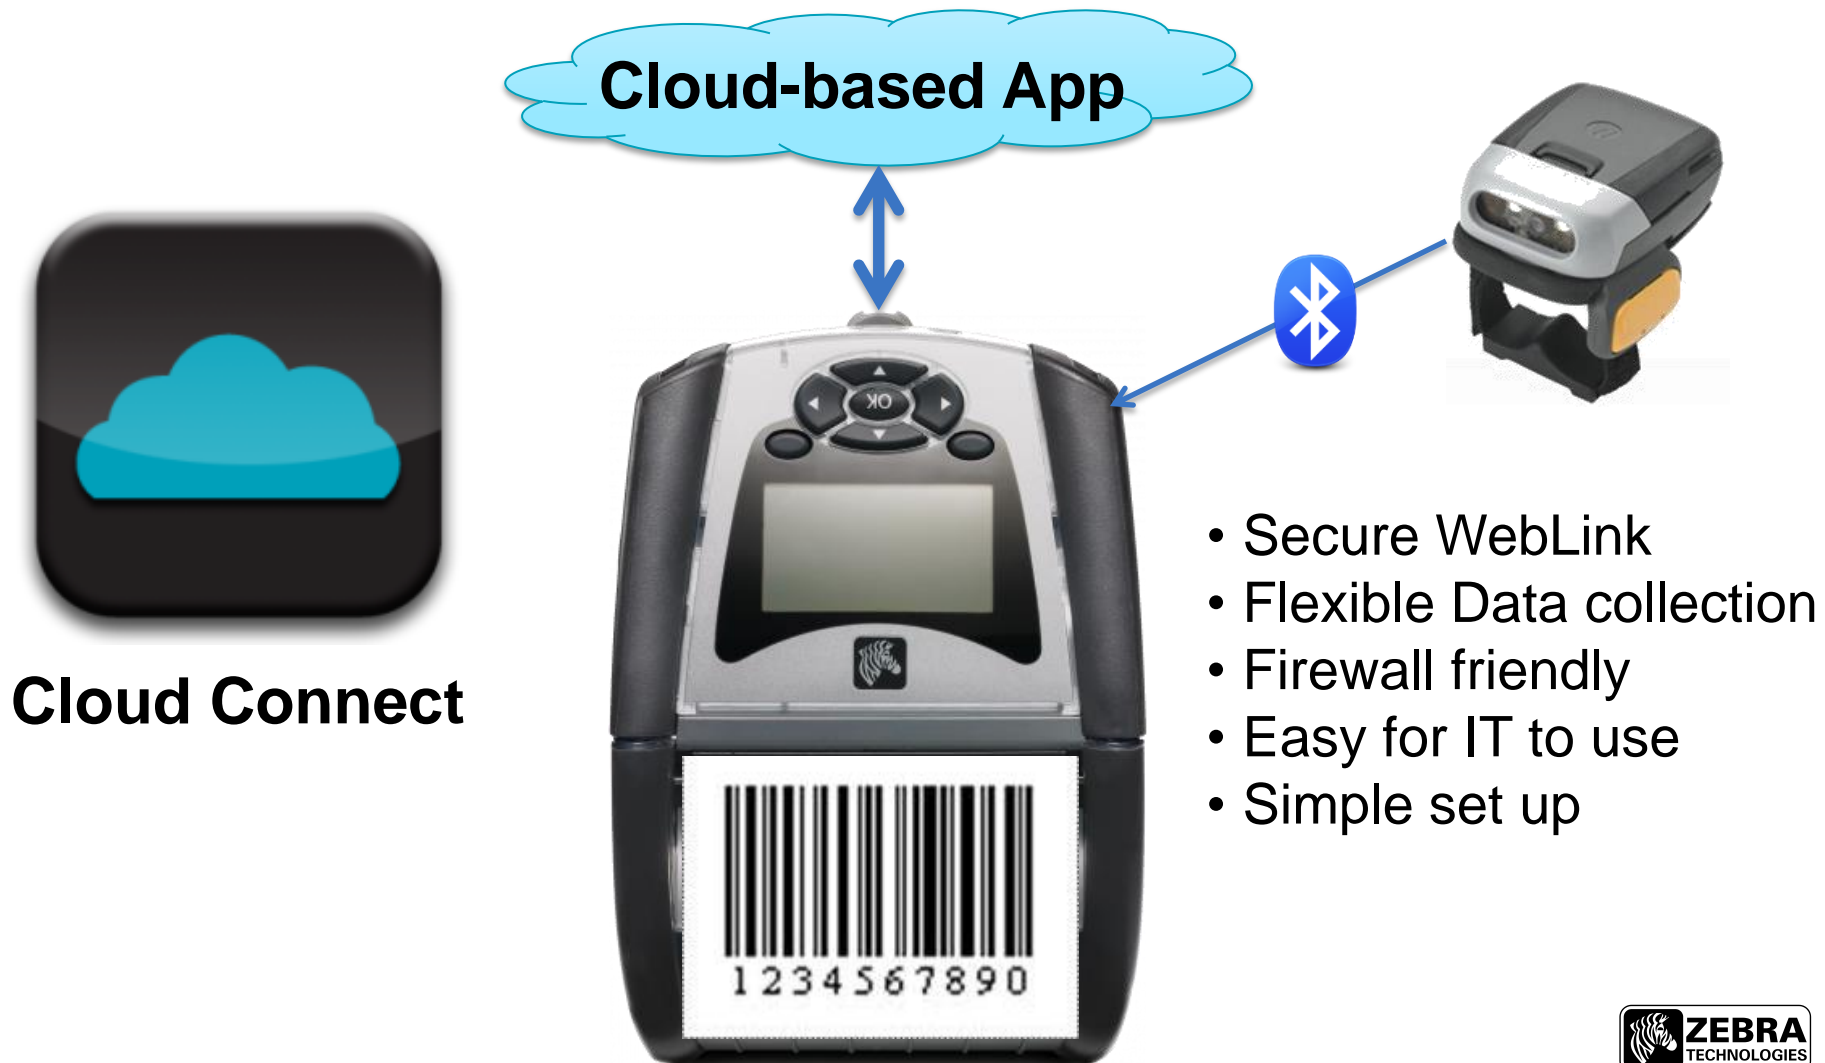 Cloud-based App
OK
Cloud Connect
• Secure WebLink
• Flexible Data collection
• Firewall friendly
• Easy for IT to use
• Simple set up
1234567890
ZEBRA
TECHNOLOGIES